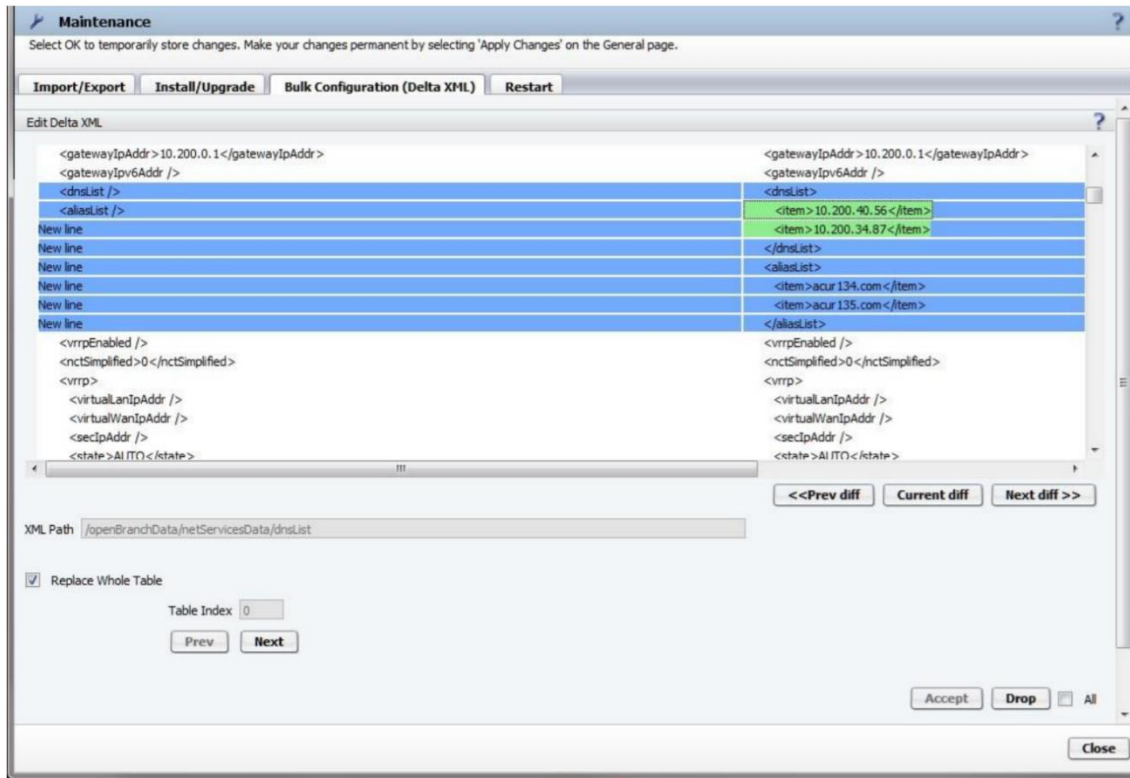 Maintenance
?
Select OK to temporarily store changes. Make your changes permanent by selecting 'Apply Changes' on the General page.
Import/Export Install/Upgrade Bulk Configuration (Delta XML) Restart
Edit Delta XML
?
<gatewayIpAddr>10.200.0.1</gatewayIpAddr> <gatewayIpAddr>10.200.0.1</gatewayIpAddr>
<gatewayIpv6Addr /> <gatewayIpv6Addr />
<dnsList /> <dnsList>
<aliasList /> <item>10.200.40.56</item>
New line <item>10.200.34.87</item>
New line </dnsList>
New line <aliasList>
New line <item>acur134.com</item>
New line <item>acur135.com</item>
New line </aliasList>
<vrrpEnabled /> <vrrpEnabled />
<nctSimplified>0</nctSimplified> <nctSimplified>0</nctSimplified>
<vrrp> <vrrp>
<virtualLanIpAddr /> <virtualLanIpAddr />
<virtualWanIpAddr /> <virtualWanIpAddr />
<secIpAddr /> <secIpAddr />
<state>AUTO</state> <state>AUTO</state>
<<Prev diff Current diff Next diff >>
XML Path /openBranchData/netServicesData/dnsList
Replace Whole Table
Table Index 0
Prev Next
Accept Drop All
Close